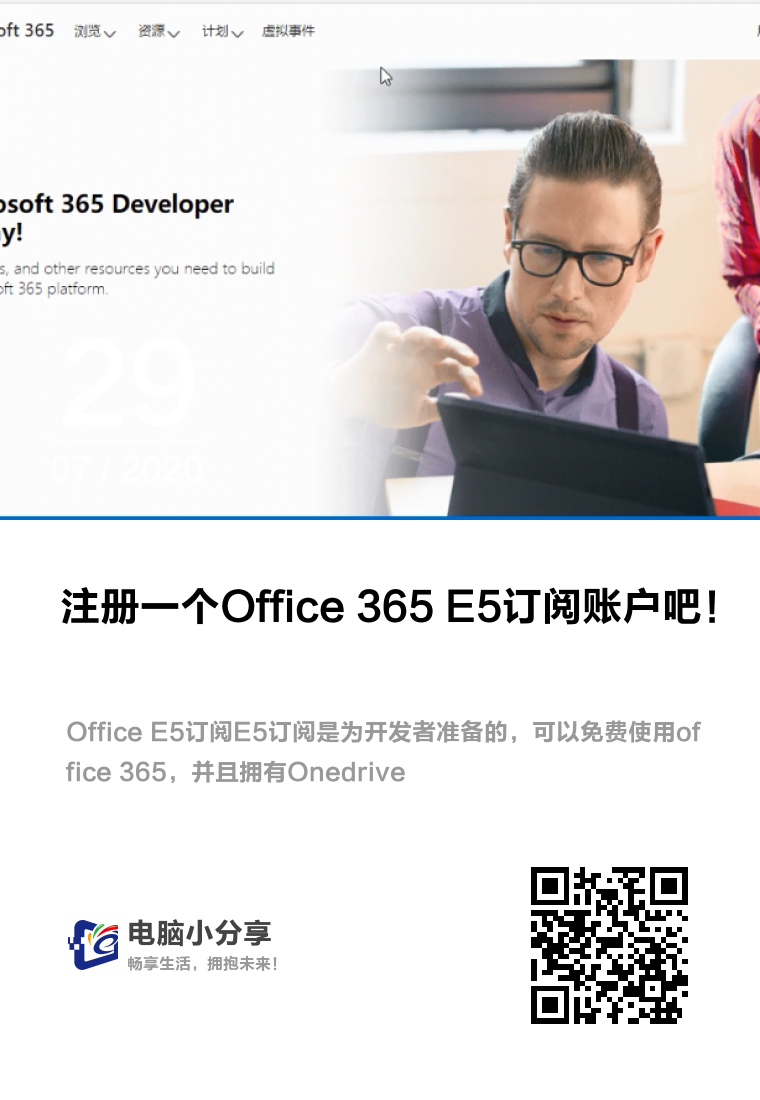 oft 365 浏览 资源 计划 虚拟事件
osoft 365 Developer
y!
s, and other resources you need to build
oft 365 platform.
29
07 / 2020
注册一个Office 365 E5订阅账户吧！
Office E5订阅E5订阅是为开发者准备的，可以免费使用of
fice 365，并且拥有Onedrive
电脑小分享
畅享生活，拥抱未来！